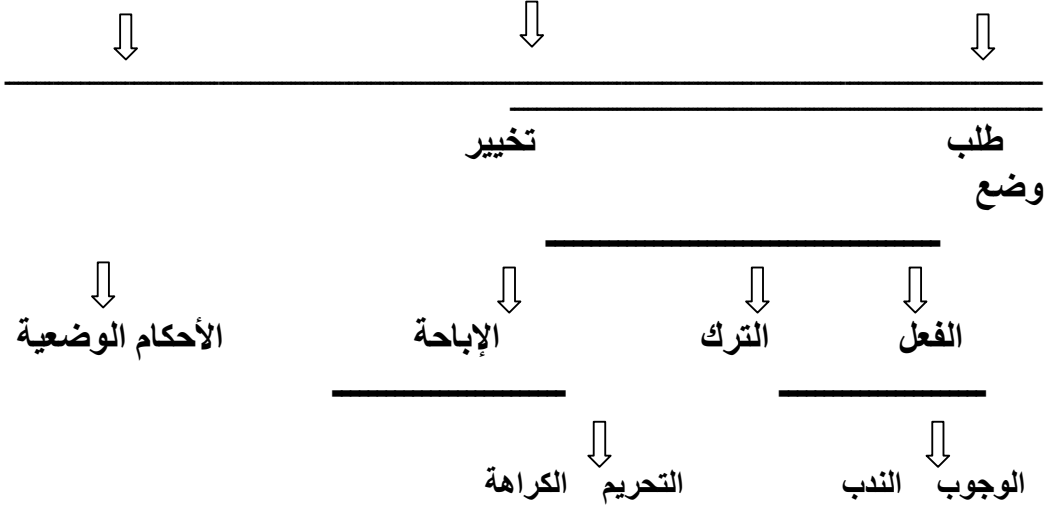 طلب تخيير
وضع
الفعل الترك الإباحة الأحكام الوضعية
الوجوب الندب التحريم الكراهة